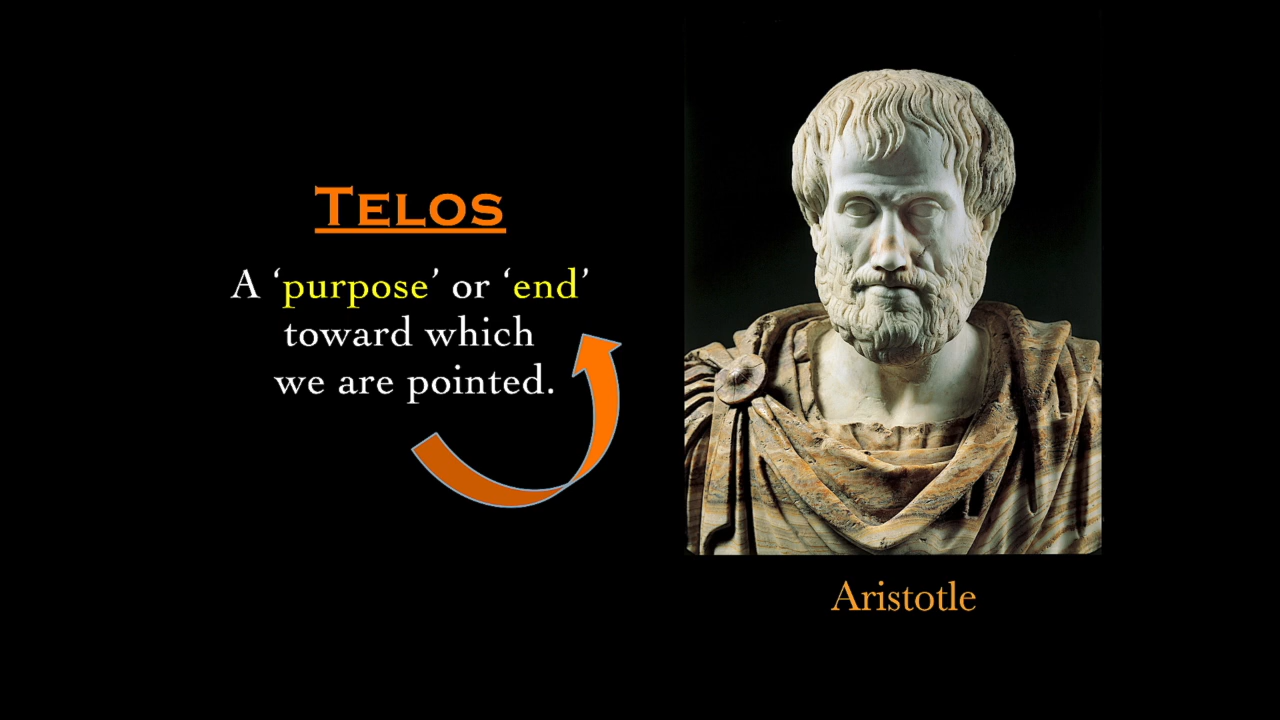 TELOS
A ‘purpose’ or ‘end’
toward which
we are pointed.
Aristotle